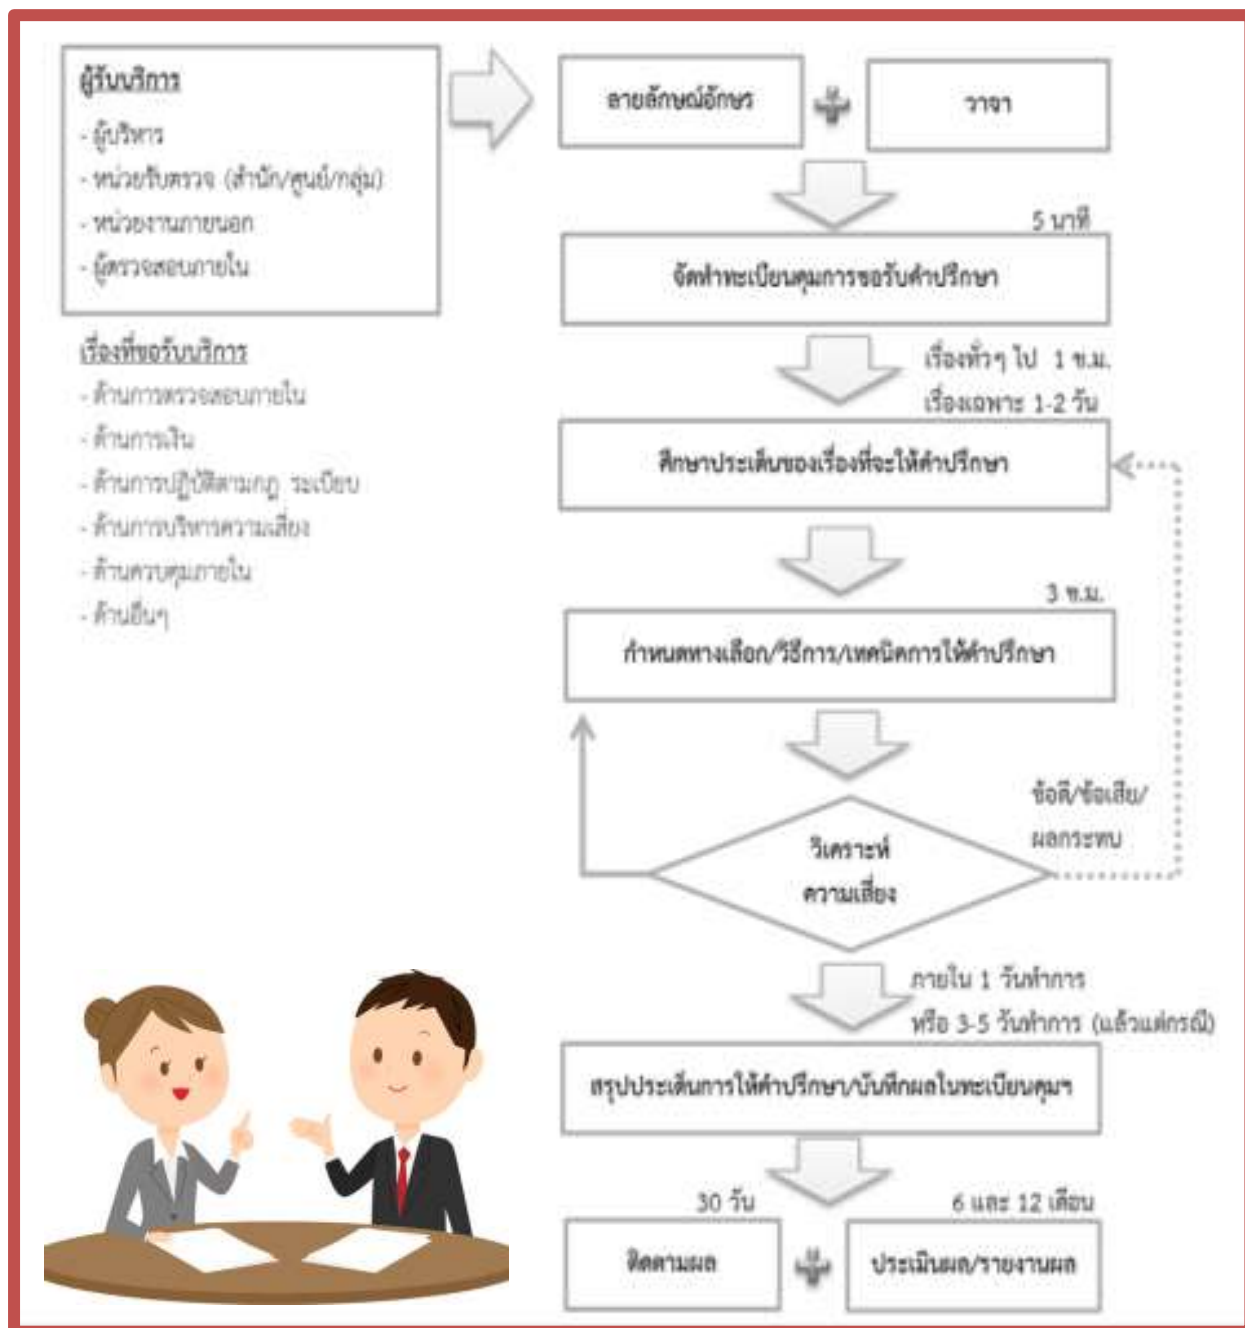 ผู้รับบริการ
- ผู้บริหาร
- หน่วยรับตรวจ (สำนัก/ศูนย์/กลุ่ม)
- หน่วยงานภายนอก
- ผู้ตรวจสอบภายใน
เรื่องที่ขอรับบริการ
- ด้านการตรวจสอบภายใน
- ด้านการเงิน
- ด้านการปฏิบัติตามกฎ ระเบียบ
- ด้านการบริหารความเสี่ยง
- ด้านควบคุมภายใน
- ด้านอื่นๆ
ลายลักษณ์อักษร
วาจา
5 นาที
จัดทำทะเบียนคุมการขอรับคำปรึกษา
เรื่องทั่วๆ ไป 1 ช.ม.
เรื่องเฉพาะ 1-2 วัน
ศึกษาประเด็นของเรื่องที่จะให้คำปรึกษา
3 ช.ม.
กำหนดทางเลือก/วิธีการ/เทคนิคการให้คำปรึกษา
ข้อดี/ข้อเสีย/
ผลกระทบ
วิเคราะห์
ความเสี่ยง
ภายใน 1 วันทำการ
หรือ 3-5 วันทำการ (แล้วแต่กรณี)
สรุปประเด็นการให้คำปรึกษา/บันทึกผลในทะเบียนคุมฯ
30 วัน
6 และ 12 เดือน
ติดตามผล
ประเมินผล/รายงานผล